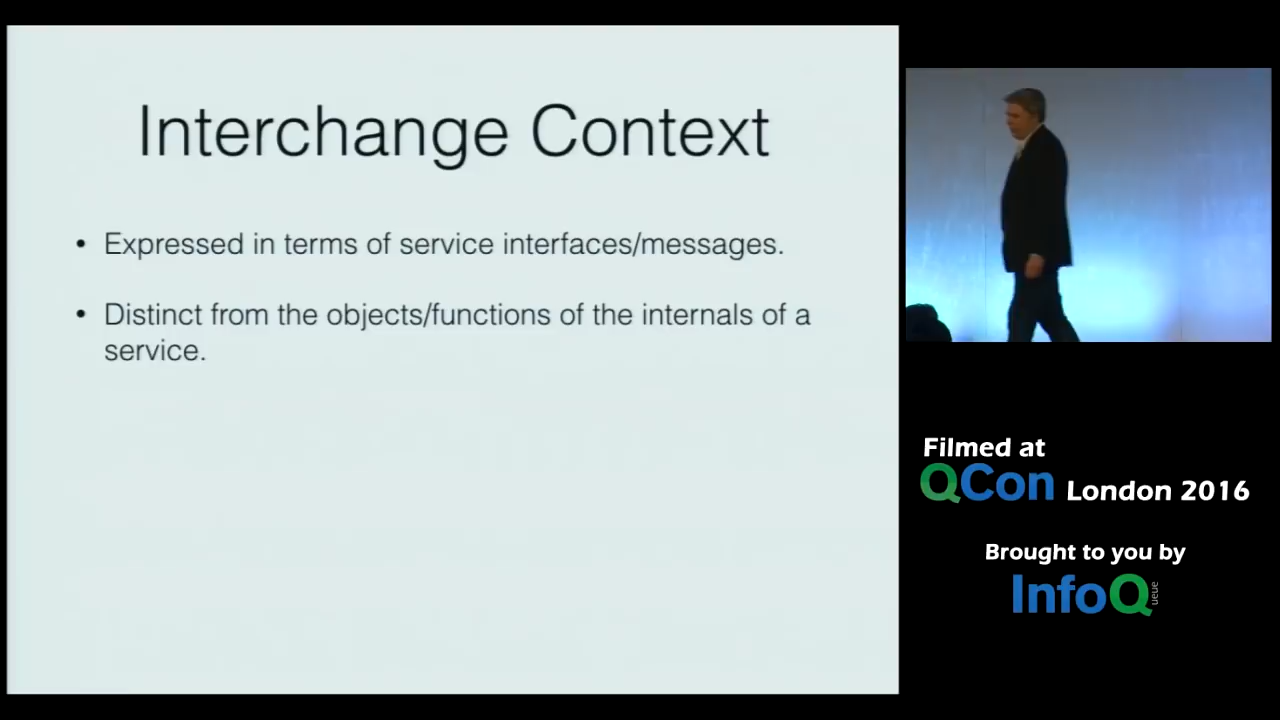 Interchange Context
• Expressed in terms of service interfaces/messages.
• Distinct from the objects/functions of the internals of a
service.
Filmed at
QCon London 2016
Brought to you by
InfoQ
ueue